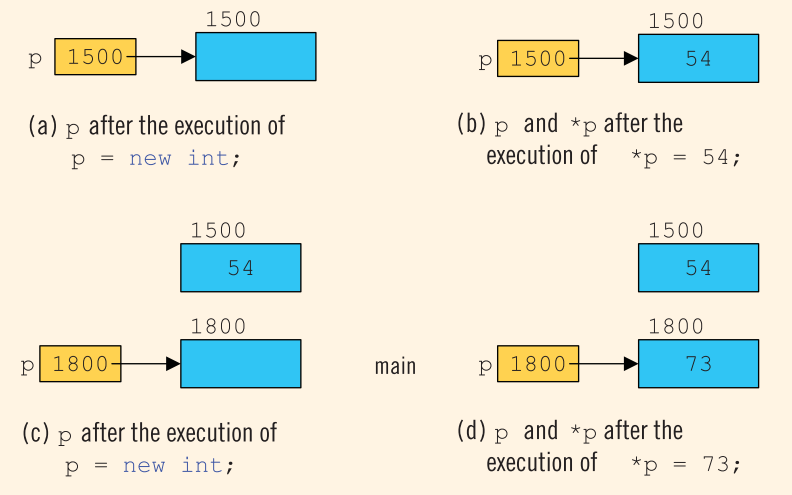 1500
p 1500
(a) p after the execution of
p = new int;
1500
p 1500 54
(b) p and *p after the
execution of *p = 54;
1500
54
1800
p 1800
(c) p after the execution of
p = new int;
main
1500
54
1800
p 1800 73
(d) p and *p after the
execution of *p = 73;